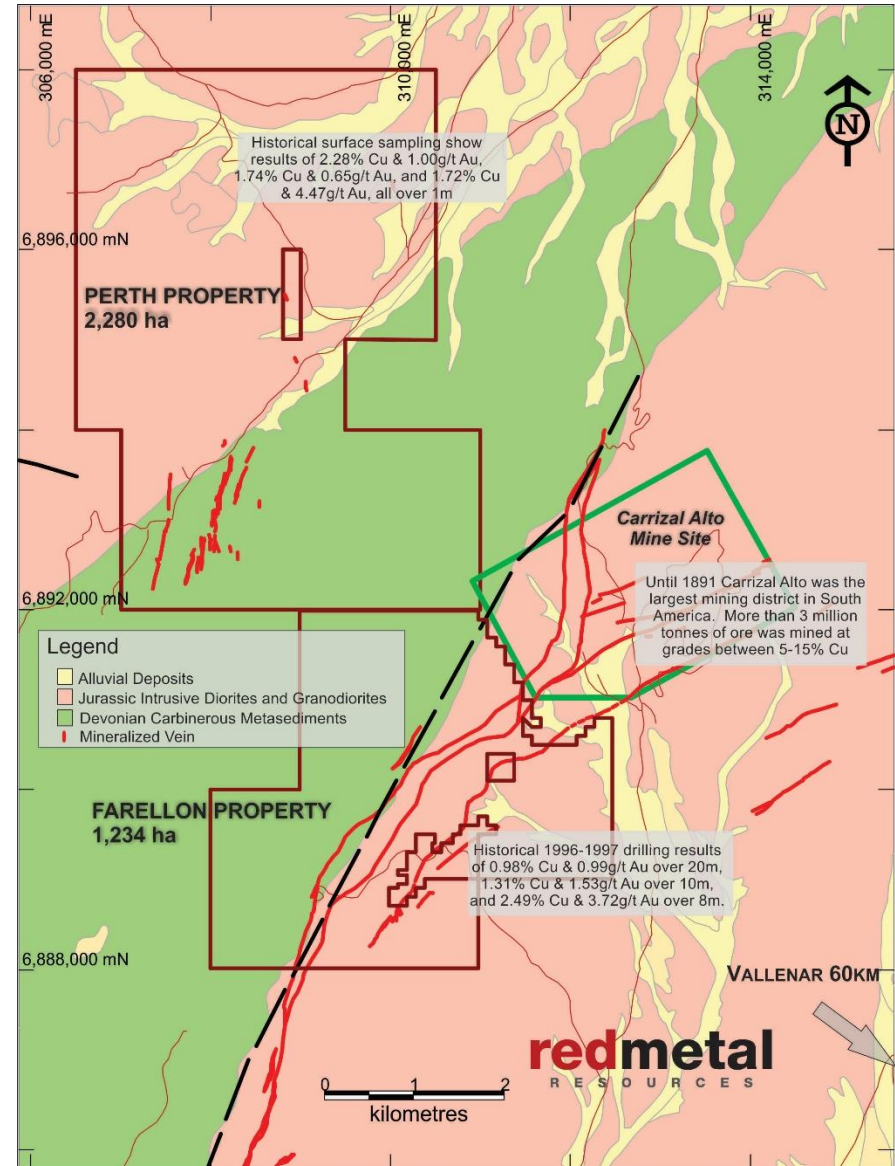 306,000 mE
310,900 mE
314,000 mE
N
Historical surface sampling show
results of 2.28% Cu & 1.00g/t Au,
1.74% Cu & 0.65g/t Au, and 1.72% Cu
& 4.47g/t Au, all over 1m
6,896,000 mN
PERTH PROPERTY
2,280 ha
Carrizal Alto
Mine Site
Until 1891 Carrizal Alto was the
largest mining district in South
America. More than 3 million
tonnes of ore was mined at
grades between 5-15% Cu
6,892,000 mN
Legend
Alluvial Deposits
Jurassic Intrusive Diorites and Granodiorites
Devonian Carbinerous Metasediments
Mineralized Vein
FARELLON PROPERTY
1,234 ha
Historical 1996-1997 drilling results
of 0.98% Cu & 0.99g/t Au over 20m,
1.31% Cu & 1.53g/t Au over 10m,
and 2.49% Cu & 3.72g/t Au over 8m.
6,888,000 mN
VALLENAR 60KM
redmetal
RESOURCES
0 1 2
kilometres